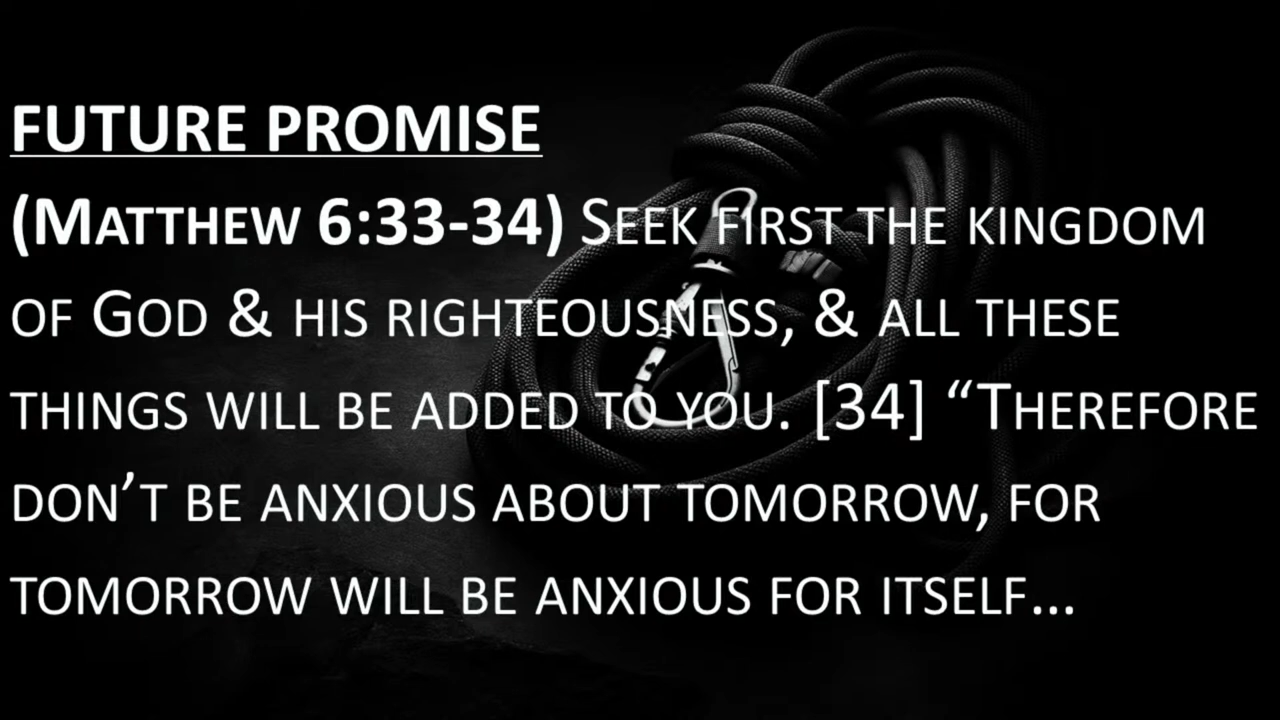 FUTURE PROMISE
(MATTHEW 6:33-34) SEEK FIRST THE KINGDOM
OF GOD & HIS RIGHTEOUSNESS, & ALL THESE
THINGS WILL BE ADDED TO YOU. [34] “THEREFORE
DON’T BE ANXIOUS ABOUT TOMORROW, FOR
TOMORROW WILL BE ANXIOUS FOR ITSELF…